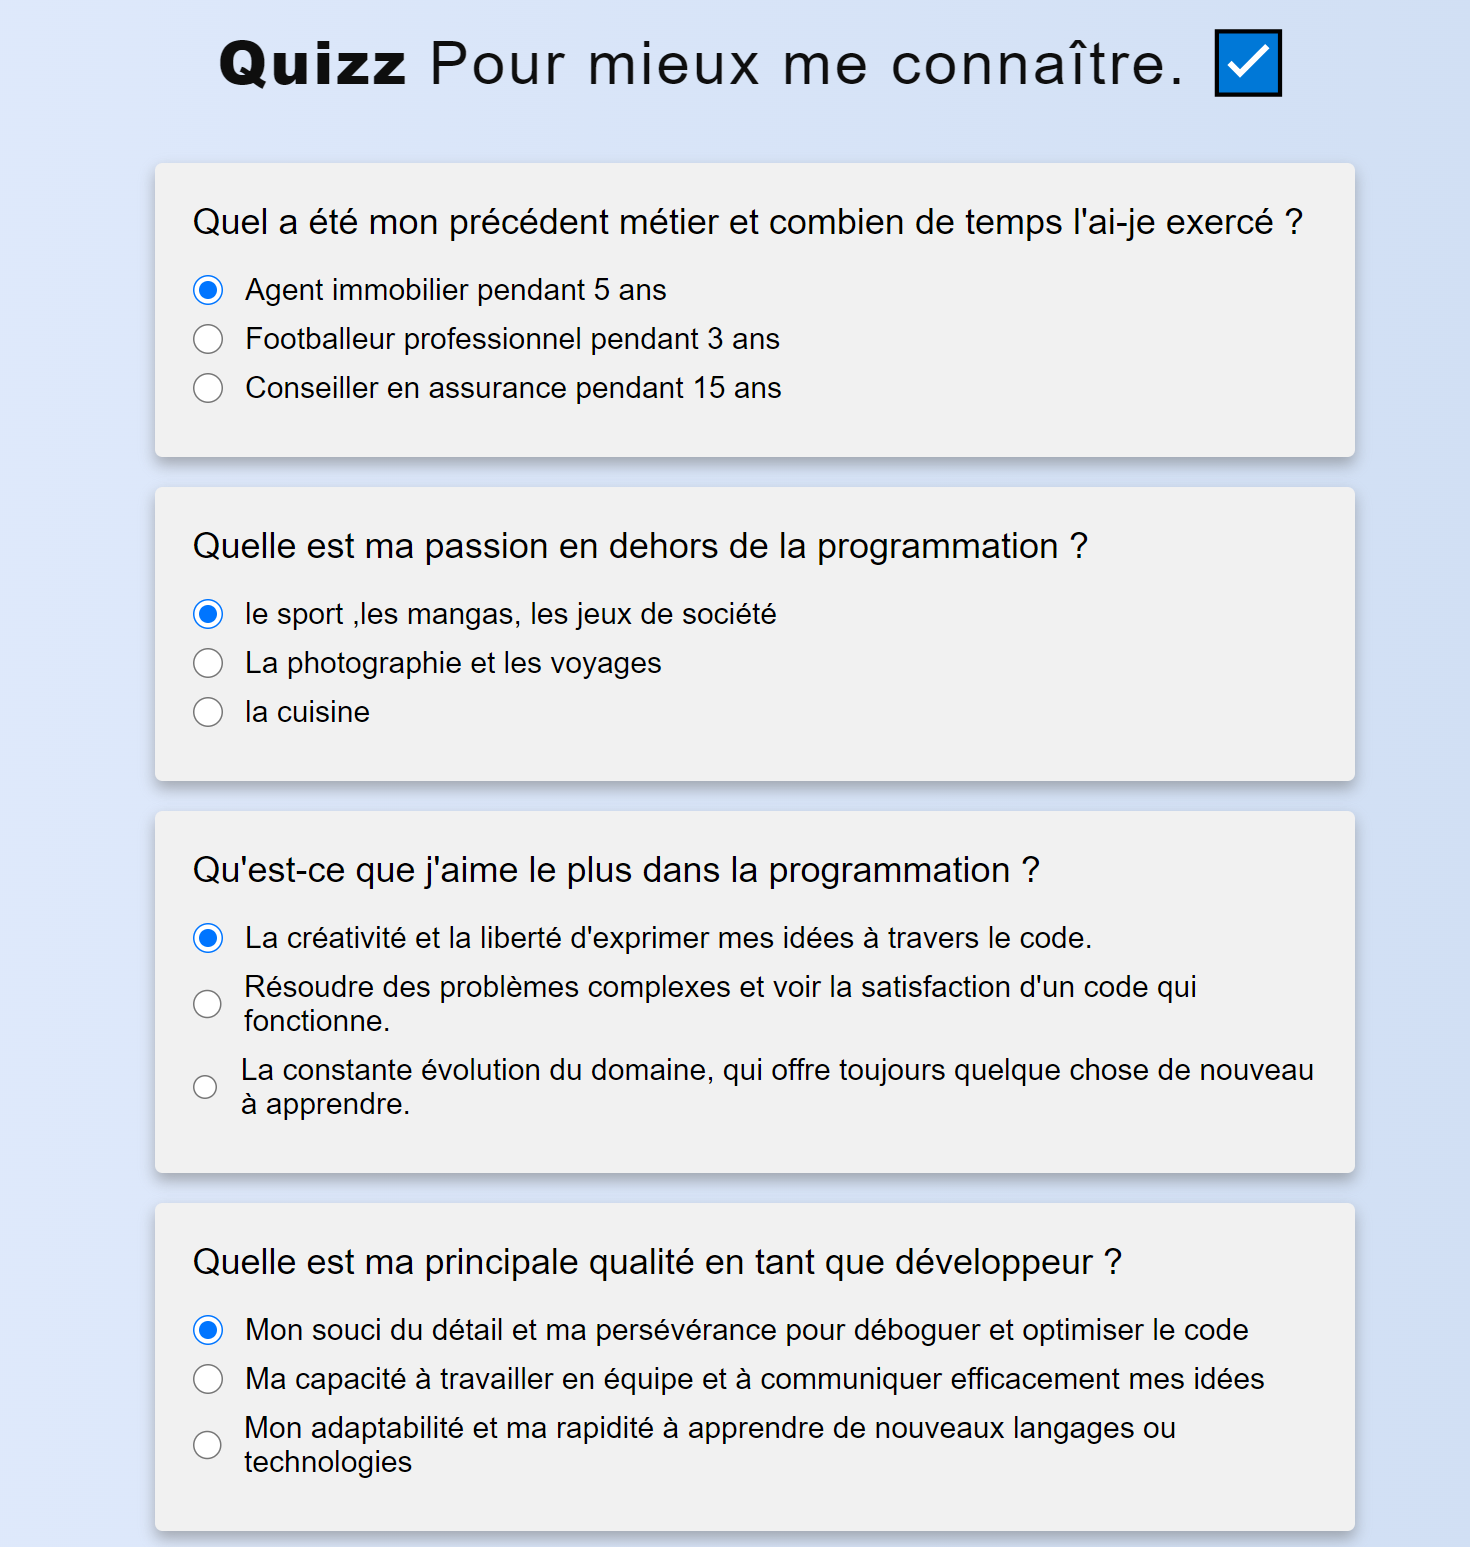 Quizz Pour mieux me connaître.
Quel a été mon précédent métier et combien de temps l'ai-je exercé ?
Agent immobilier pendant 5 ans
Footballeur professionnel pendant 3 ans
Conseiller en assurance pendant 15 ans
Quelle est ma passion en dehors de la programmation ?
le sport ,les mangas, les jeux de société
La photographie et les voyages
la cuisine
Qu'est-ce que j'aime le plus dans la programmation ?
La créativité et la liberté d'exprimer mes idées à travers le code.
Résoudre des problèmes complexes et voir la satisfaction d'un code qui
fonctionne.
La constante évolution du domaine, qui offre toujours quelque chose de nouveau
à apprendre.
Quelle est ma principale qualité en tant que développeur ?
Mon souci du détail et ma persévérance pour déboguer et optimiser le code
Ma capacité à travailler en équipe et à communiquer efficacement mes idées
Mon adaptabilité et ma rapidité à apprendre de nouveaux langages ou
technologies